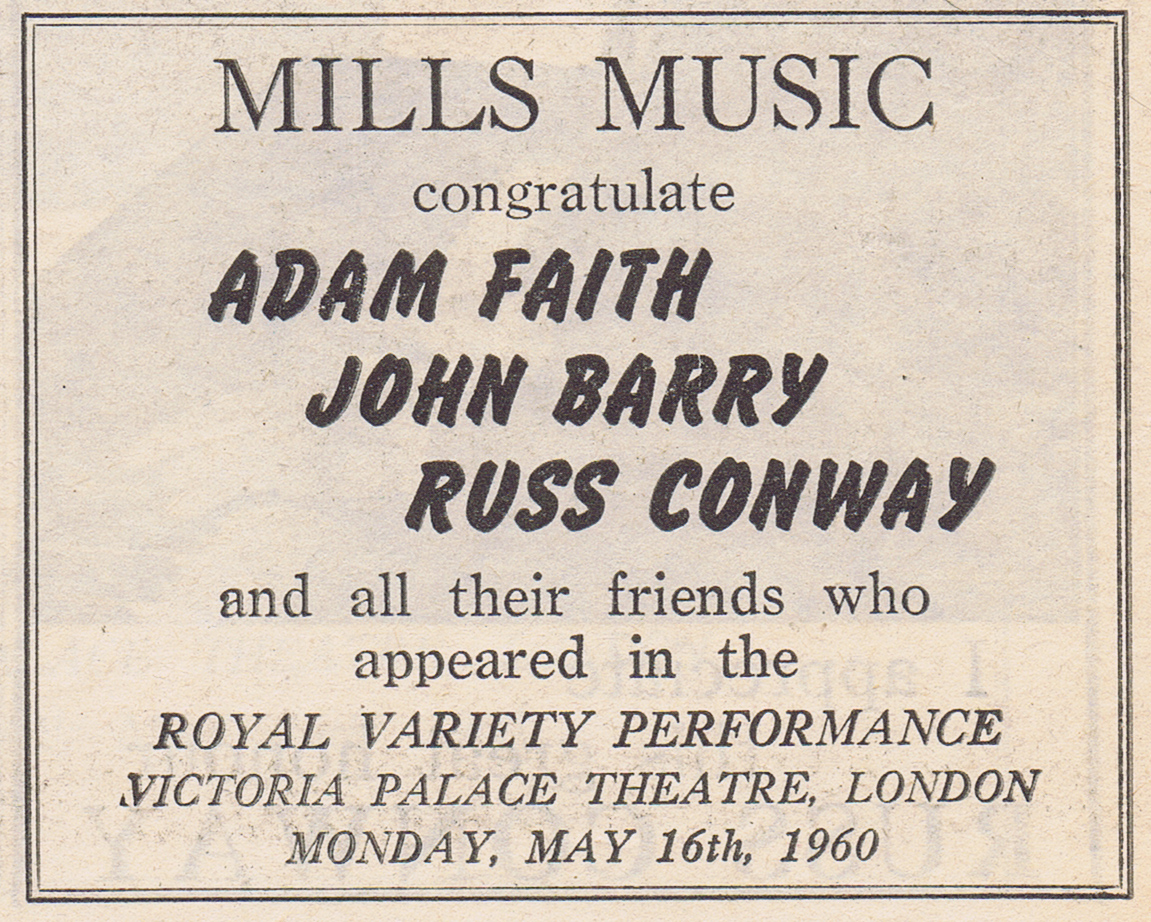 MILLS MUSIC
congratulate
ADAM FAITH
JOHN BARRY
RUSS CONWAY
and all their friends who
appeared in the
ROYAL VARIETY PERFORMANCE
VICTORIA PALACE THEATRE, LONDON
MONDAY, MAY 16th, 1960